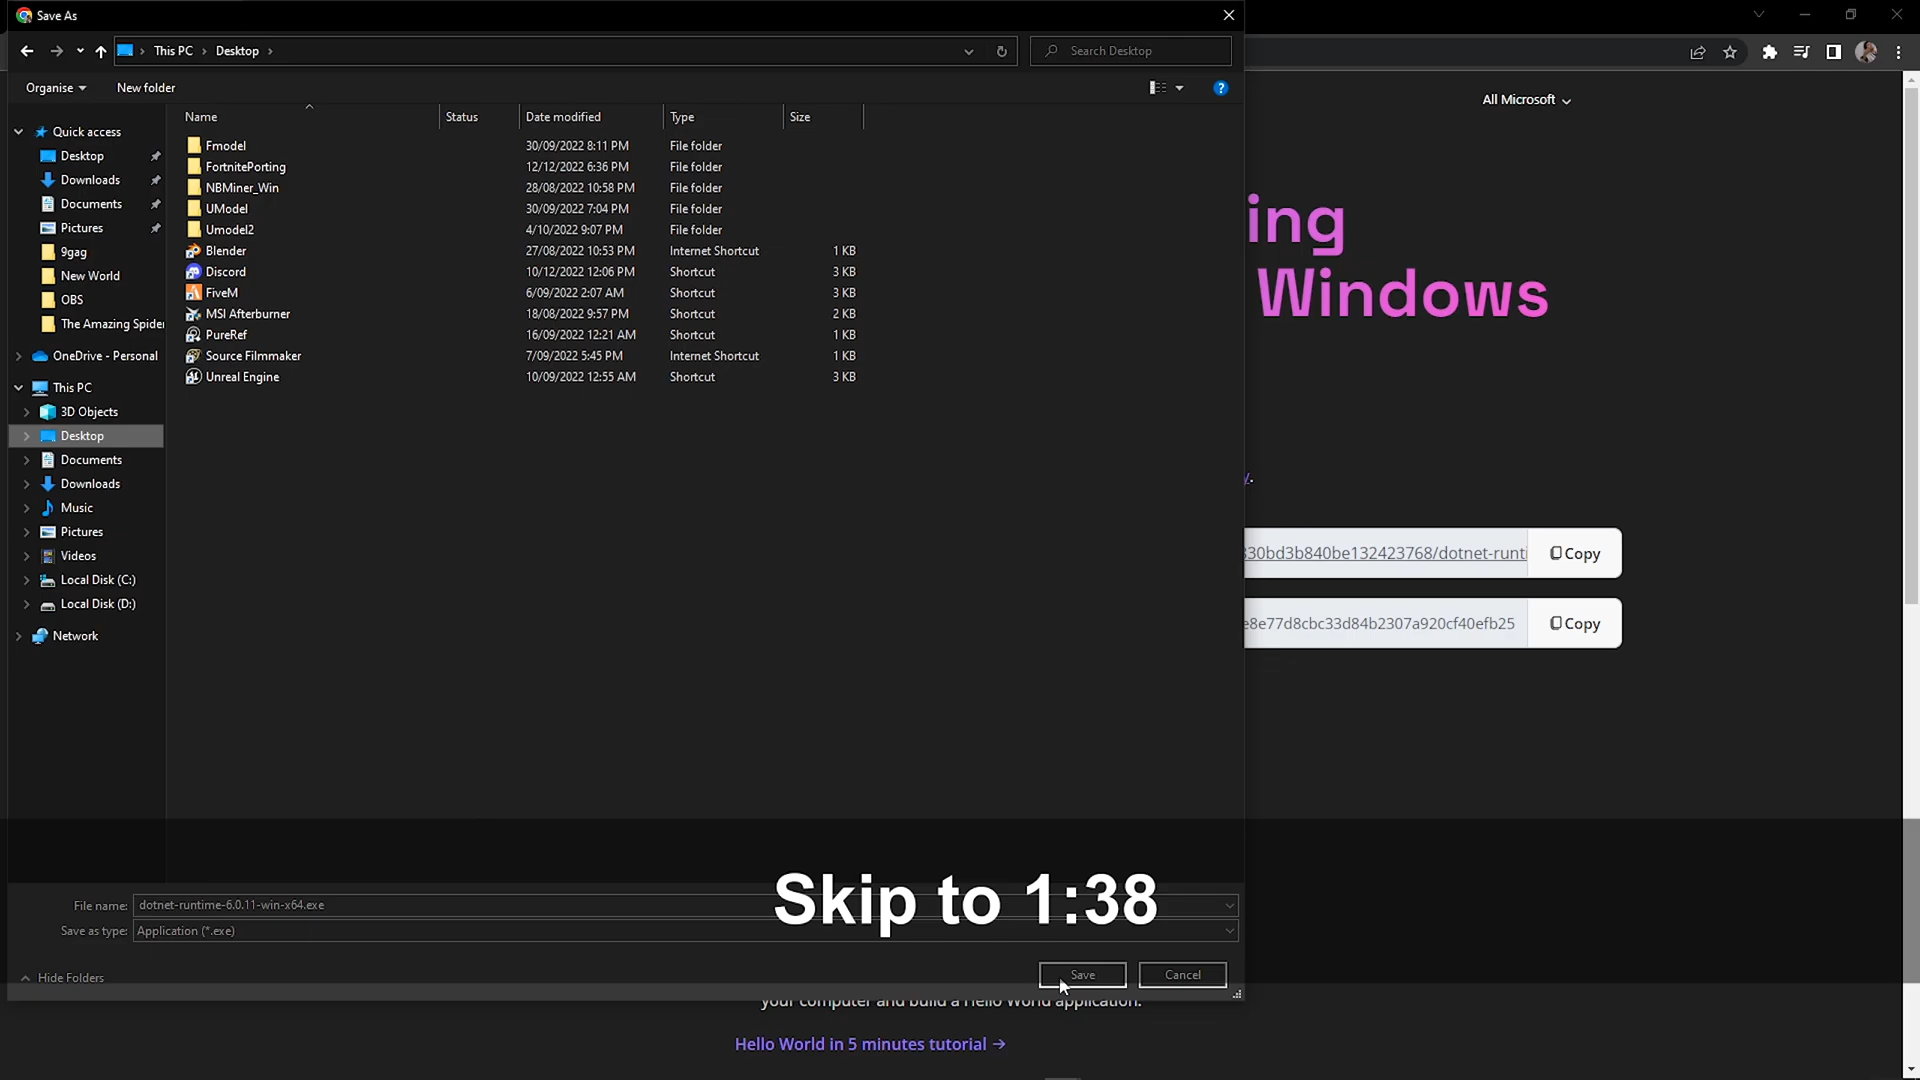 Save As
This PC > Desktop >
Search Desktop
All Microsoft
Organise
New folder
?
Name
Status
Date modified
Type
Size
Quick access
Desktop
Downloads
Documents
Pictures
9gag
New World
OBS
The Amazing Spider
OneDrive - Personal
This PC
3D Objects
Desktop
Documents
Downloads
Music
Pictures
Videos
Local Disk (C:)
Local Disk (D:)
Network
Fmodel 30/09/2022 8:11 PM File folder
FortnitePorting 12/12/2022 6:36 PM File folder
NBMiner_Win 28/08/2022 10:58 PM File folder
UModel 30/09/2022 7:04 PM File folder
Umodel2 4/10/2022 9:07 PM File folder
Blender 27/08/2022 10:53 PM Internet Shortcut 1 KB
Discord 10/12/2022 12:06 PM Shortcut 3 KB
FiveM 6/09/2022 2:07 AM Shortcut 3 KB
MSI Afterburner 18/08/2022 9:57 PM Shortcut 2 KB
PureRef 16/09/2022 12:21 AM Shortcut 1 KB
Source Filmmaker 7/09/2022 5:45 PM Internet Shortcut 1 KB
Unreal Engine 10/09/2022 12:55 AM Shortcut 3 KB
ing
Windows
y.
830bd3b840be132423768/dotnet-runti
Copy
e8e77d8cbc33d84b2307a920cf40efb25
Copy
Skip to 1:38
File name: dotnet-runtime-6.0.11-win-x64.exe
Save as type: Application (*.exe)
Hide Folders
Save
Cancel
your computer and build a Hello World application.
Hello World in 5 minutes tutorial →